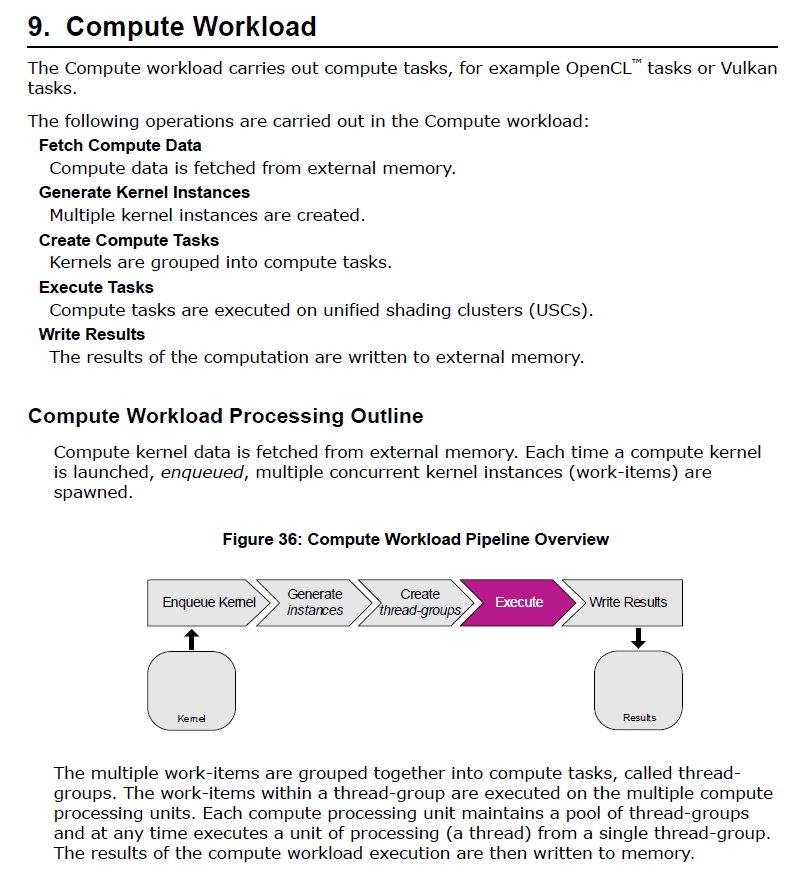 9. Compute Workload
The Compute workload carries out compute tasks, for example OpenCL™ tasks or Vulkan
tasks.
The following operations are carried out in the Compute workload:
Fetch Compute Data
Compute data is fetched from external memory.
Generate Kernel Instances
Multiple kernel instances are created.
Create Compute Tasks
Kernels are grouped into compute tasks.
Execute Tasks
Compute tasks are executed on unified shading clusters (USCs).
Write Results
The results of the computation are written to external memory.
Compute Workload Processing Outline
Compute kernel data is fetched from external memory. Each time a compute kernel
is launched, enqueued, multiple concurrent kernel instances (work-items) are
spawned.
Figure 36: Compute Workload Pipeline Overview
Enqueue Kernel
Generate
instances
Create
thread-groups
Execute
Write Results
Kernel
Results
The multiple work-items are grouped together into compute tasks, called thread-
groups. The work-items within a thread-group are executed on the multiple compute
processing units. Each compute processing unit maintains a pool of thread-groups
and at any time executes a unit of processing (a thread) from a single thread-group.
The results of the compute workload execution are then written to memory.